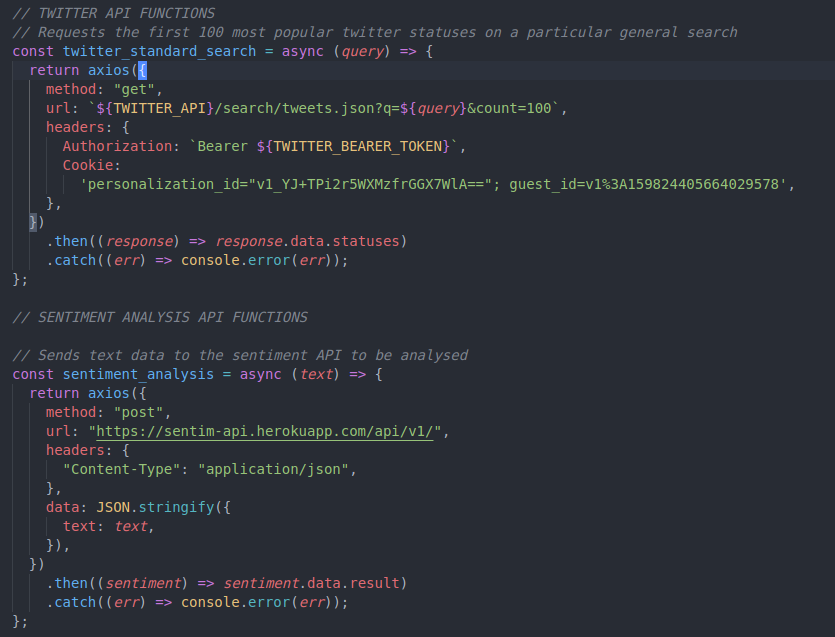 // TWITTER API FUNCTIONS
// Requests the first 100 most popular twitter statuses on a particular general search
const twitter_standard_search = async (query) => {
  return axios({
    method: "get",
    url: `${TWITTER_API}/search/tweets.json?q=${query}&count=100`,
    headers: {
      Authorization: `Bearer ${TWITTER_BEARER_TOKEN}`,
      Cookie:
        'personalization_id="v1_YJ+TPi2r5WXMzfrGGX7WlA=="; guest_id=v1%3A159824405664029578',
    },
  })
    .then((response) => response.data.statuses)
    .catch((err) => console.error(err));
};

// SENTIMENT ANALYSIS API FUNCTIONS

// Sends text data to the sentiment API to be analysed
const sentiment_analysis = async (text) => {
  return axios({
    method: "post",
    url: "https://sentim-api.herokuapp.com/api/v1/",
    headers: {
      "Content-Type": "application/json",
    },
    data: JSON.stringify({
      text: text,
    }),
  })
    .then((sentiment) => sentiment.data.result)
    .catch((err) => console.error(err));
};